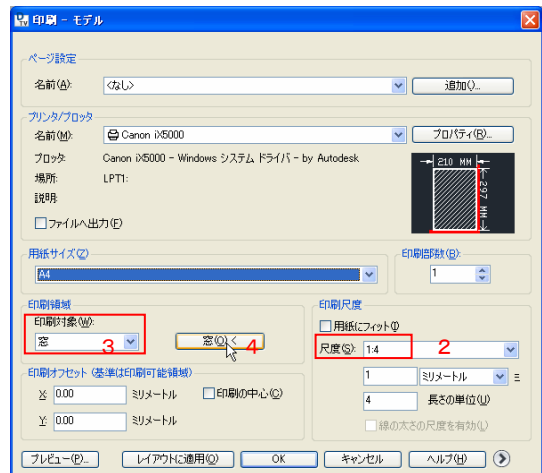 印刷 - モデル
ページ設定
名前(A): <なし> 追加()...
プリンタ/プロッタ
名前(M): Canon iX5000 プロパティ(R)...
プロッタ: Canon iX5000 - Windows システム ドライバ - by Autodesk
場所: LPT1:
説明:
ファイルへ出力(F)
210 MM
297 MM
用紙サイズ(Z)
A4
印刷部数(B):
1
印刷領域
印刷対象(W):
窓 3 窓(O) < 4
印刷尺度
用紙にフィット(I)
尺度(S): 1:4 2
1 ミリメートル =
4 長さの単位(U)
線の太さの尺度を有効(L)
印刷オフセット (基準は印刷可能領域)
X: 0.00 ミリメートル 印刷の中心(C)
Y: 0.00 ミリメートル
プレビュー(P)... レイアウトに適用(O) OK キャンセル ヘルプ(H)